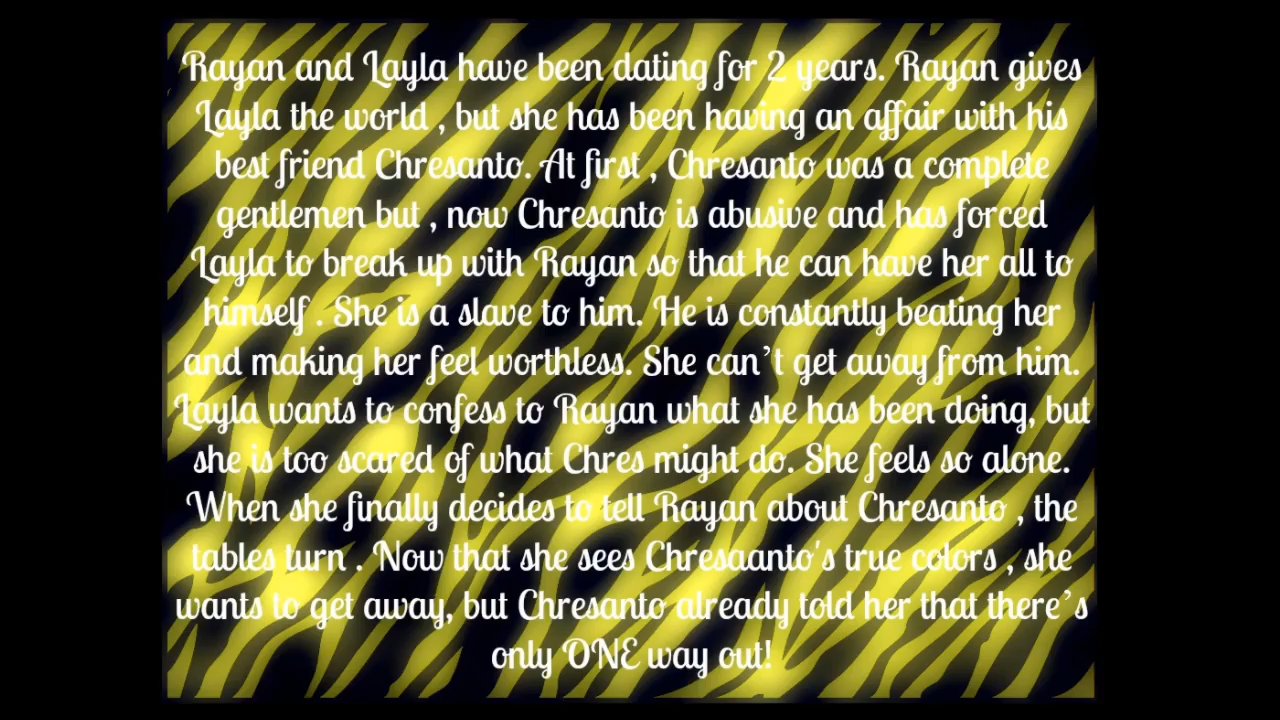 Rayan and Layla have been dating for 2 years. Rayan gives
Layla the world , but she has been having an affair with his
best friend Chresanto. At first , Chresanto was a complete
gentlemen but , now Chresanto is abusive and has forced
Layla to break up with Rayan so that he can have her all to
himself . She is a slave to him. He is constantly beating her
and making her feel worthless. She can't get away from him.
Layla wants to confess to Rayan what she has been doing, but
she is too scared of what Chres might do. She feels so alone.
When she finally decides to tell Rayan about Chresanto , the
tables turn . Now that she sees Chresaanto's true colors , she
wants to get away, but Chresanto already told her that there's
only ONE way out!